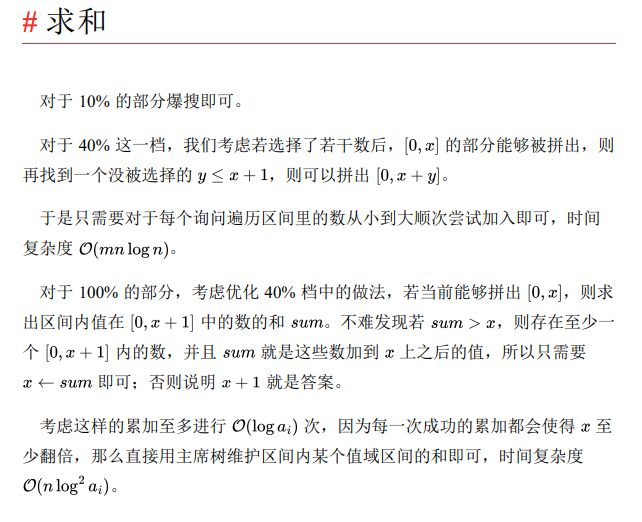 # 求和
对于 10% 的部分爆搜即可。
对于 40% 这一档，我们考虑若选择了若干数后，[0, x] 的部分能够被拼出，则
再找到一个没被选择的 y ≤ x + 1，则可以拼出 [0, x + y]。
于是只需要对于每个询问遍历区间里的数从小到大顺次尝试加入即可，时间
复杂度 𝒪(mn log n)。
对于 100% 的部分，考虑优化 40% 档中的做法，若当前能够拼出 [0, x]，则求
出区间内值在 [0, x + 1] 中的数的和 sum。不难发现若 sum > x，则存在至少一
个 [0, x + 1] 内的数，并且 sum 就是这些数加到 x 上之后的值，所以只需要
x ← sum 即可；否则说明 x + 1 就是答案。
考虑这样的累加至多进行 𝒪(log aᵢ) 次，因为每一次成功的累加都会使得 x 至
少翻倍，那么直接用主席树维护区间内某个值域区间的和即可，时间复杂度
𝒪(n log² aᵢ)。